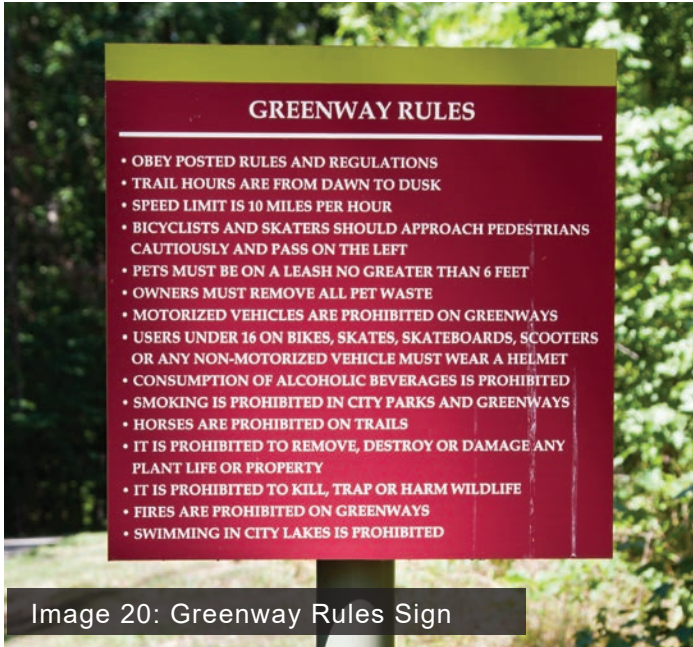 GREENWAY RULES
• OBEY POSTED RULES AND REGULATIONS
• TRAIL HOURS ARE FROM DAWN TO DUSK
• SPEED LIMIT IS 10 MILES PER HOUR
• BICYCLISTS AND SKATERS SHOULD APPROACH PEDESTRIANS
CAUTIOUSLY AND PASS ON THE LEFT
• PETS MUST BE ON A LEASH NO GREATER THAN 6 FEET
• OWNERS MUST REMOVE ALL PET WASTE
• MOTORIZED VEHICLES ARE PROHIBITED ON GREENWAYS
• USERS UNDER 16 ON BIKES, SKATES, SKATEBOARDS, SCOOTERS
OR ANY NON-MOTORIZED VEHICLE MUST WEAR A HELMET
• CONSUMPTION OF ALCOHOLIC BEVERAGES IS PROHIBITED
• SMOKING IS PROHIBITED IN CITY PARKS AND GREENWAYS
• HORSES ARE PROHIBITED ON TRAILS
• IT IS PROHIBITED TO REMOVE, DESTROY OR DAMAGE ANY
PLANT LIFE OR PROPERTY
• IT IS PROHIBITED TO KILL, TRAP OR HARM WILDLIFE
• FIRES ARE PROHIBITED ON GREENWAYS
• SWIMMING IN CITY LAKES IS PROHIBITED
Image 20: Greenway Rules Sign